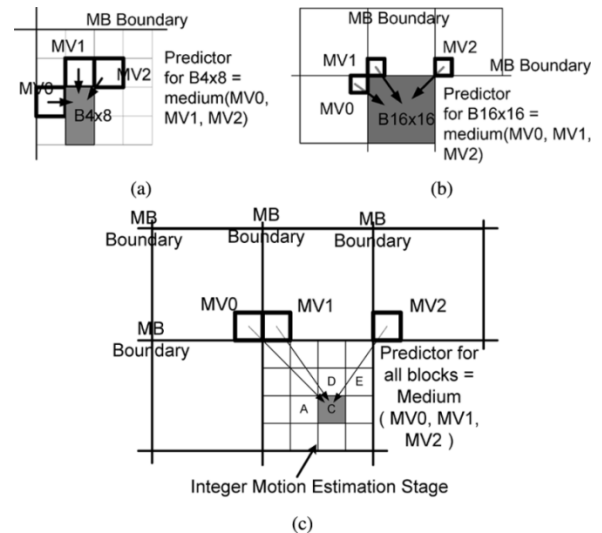 MB Boundary
MV1
MV0
MV2
B4x8
Predictor
for B4x8 =
medium(MV0,
MV1, MV2)
(a)
MV1
MV2
MB Boundary
MV0
B16x16
Predictor
for B16x16 =
medium(MV0, MV1,
MV2)
(b)
MB
Boundary
MB
Boundary
MB
Boundary
MV0
MV1
MV2
MB
Boundary
D
E
A
C
Predictor for
all blocks =
Medium
( MV0, MV1,
MV2 )
Integer Motion Estimation Stage
(c)